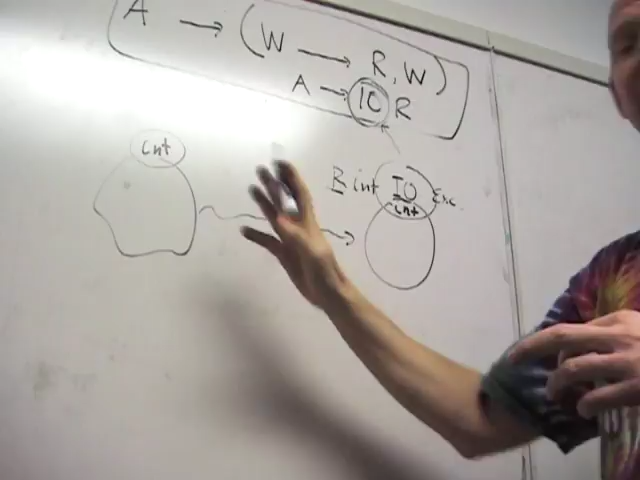 A → (W → R, W)
A → IO R
Cnt
B int IO Exc.
Cnt